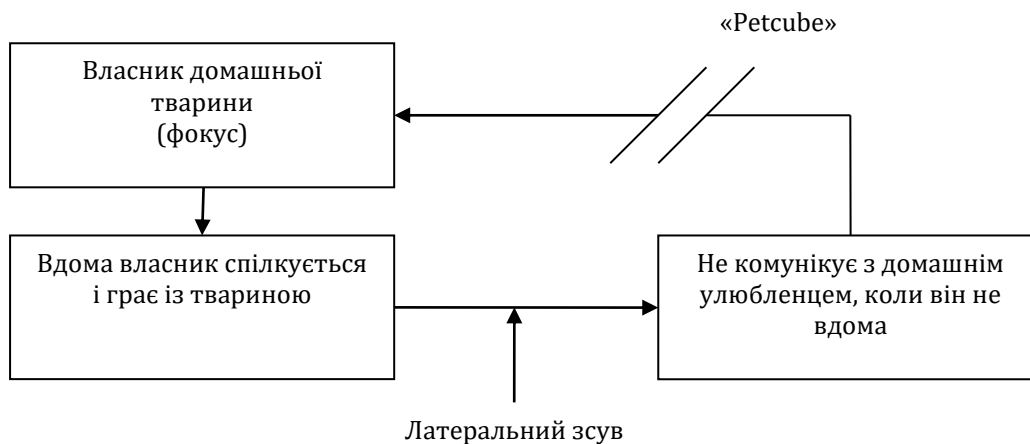 «Petcube»
Власник домашньої
тварини
(фокус)
Вдома власник спілкується
і грає із твариною
Не комунікує з домашнім
улюбленцем, коли він не
вдома
Латеральний зсув